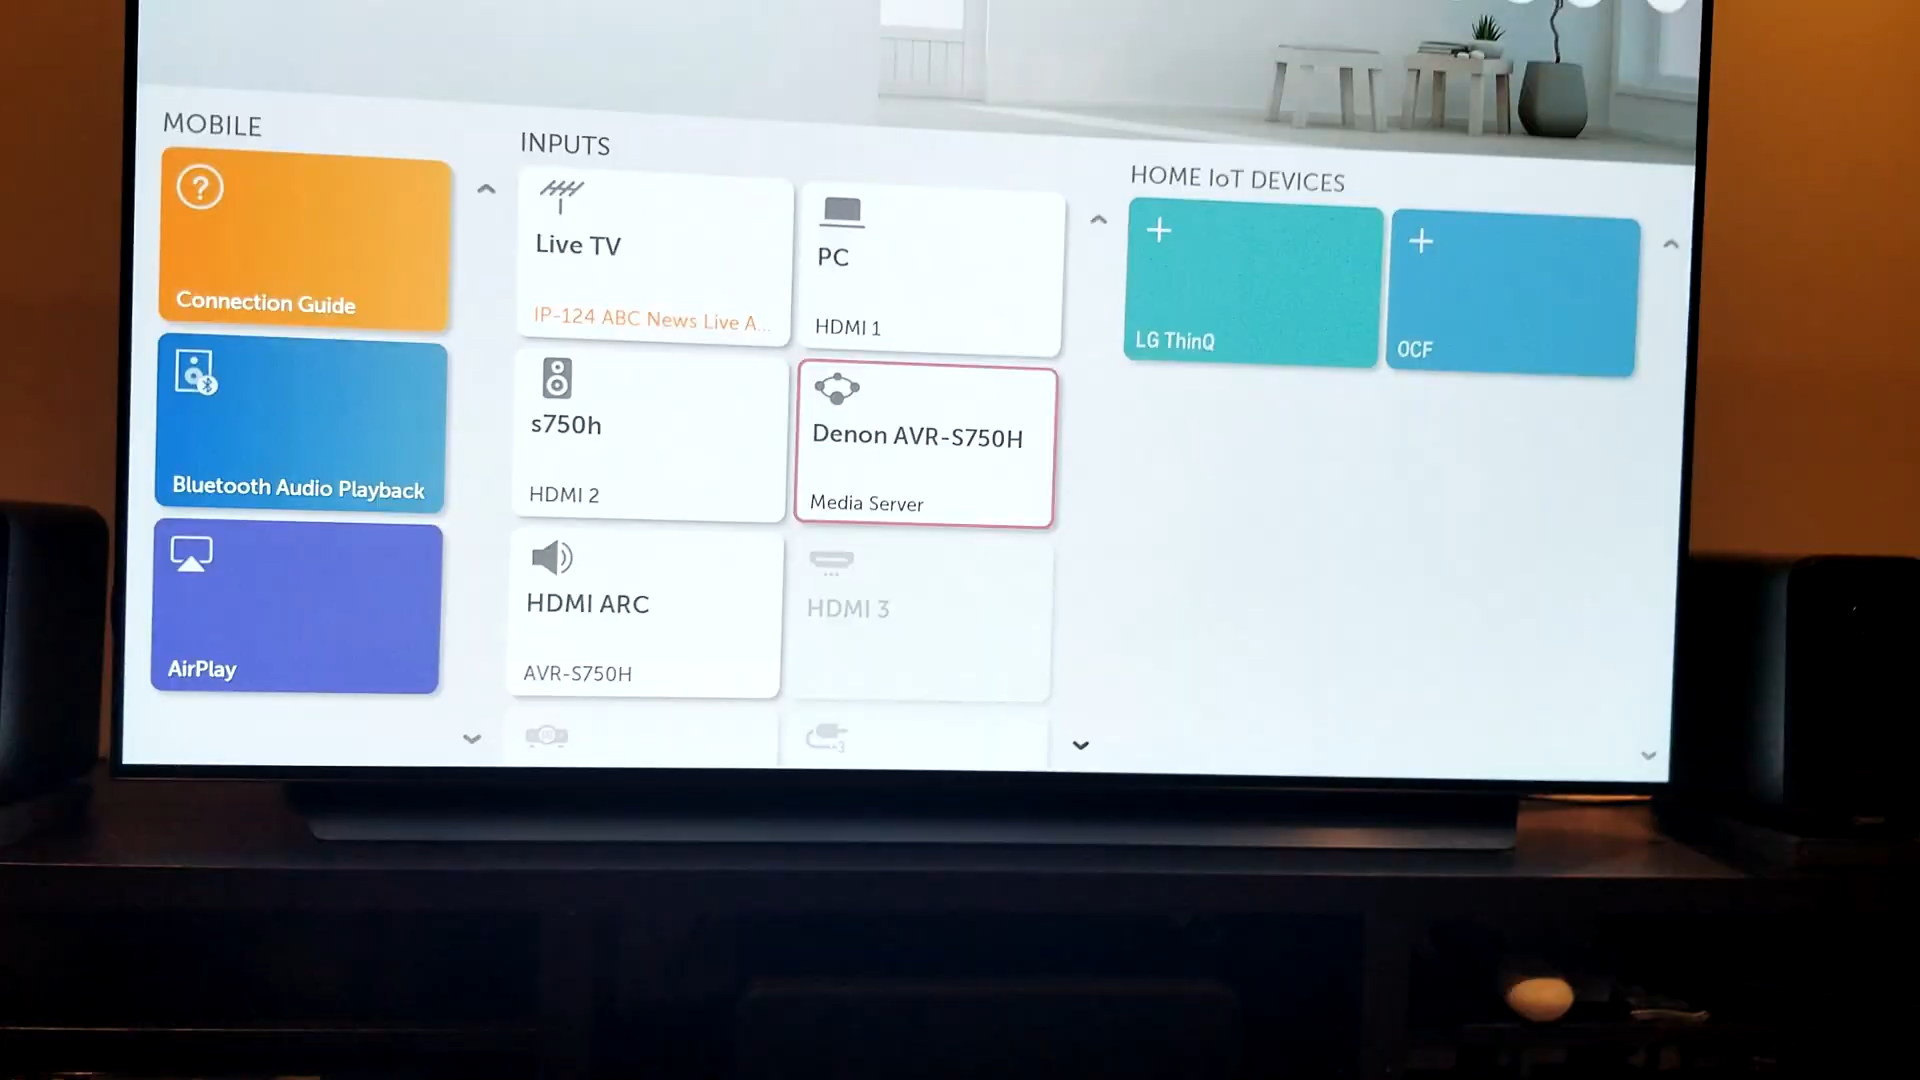 MOBILE
Connection Guide
Bluetooth Audio Playback
AirPlay
INPUTS
Live TV
IP-124 ABC News Live A...
PC
HDMI 1
s750h
HDMI 2
Denon AVR-S750H
Media Server
HDMI ARC
AVR-S750H
HDMI 3
HOME IoT DEVICES
LG ThinQ
OCF